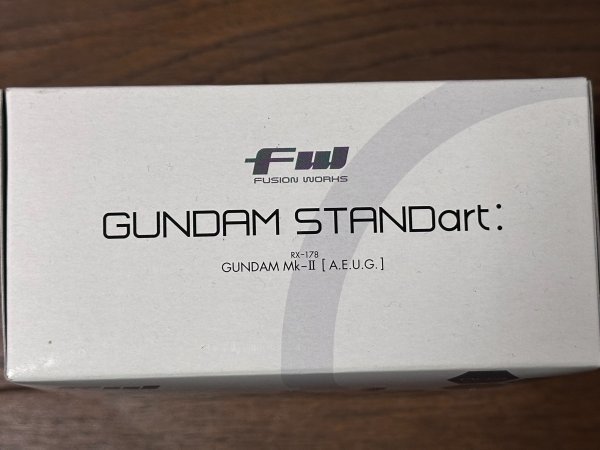 FW
FUSION WORKS
GUNDAM STANDart:
RX-178
GUNDAM Mk-II [ A.E.U.G. ]